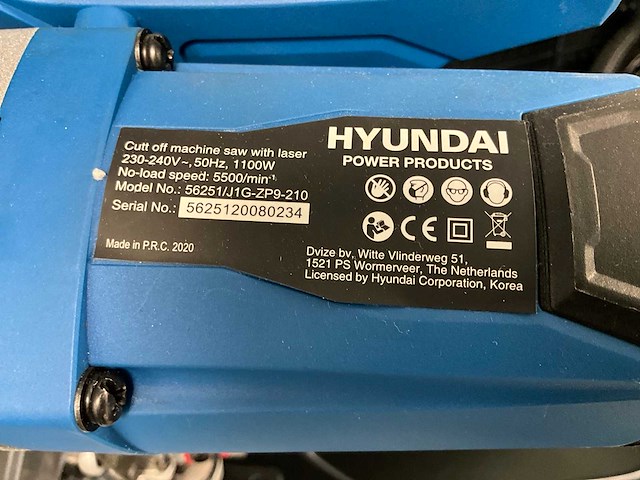 Cutt off machine saw with laser
230-240V~, 50Hz, 1100W
No-load speed: 5500/min⁻¹
Model No.: 56251/J1G-ZP9-210
Serial No.: 5625120080234
Made in P.R.C. 2020
HYUNDAI
POWER PRODUCTS
CE
Dvize bv, Witte Vlinderweg 51,
1521 PS Wormerveer, The Netherlands
Licensed by Hyundai Corporation, Korea